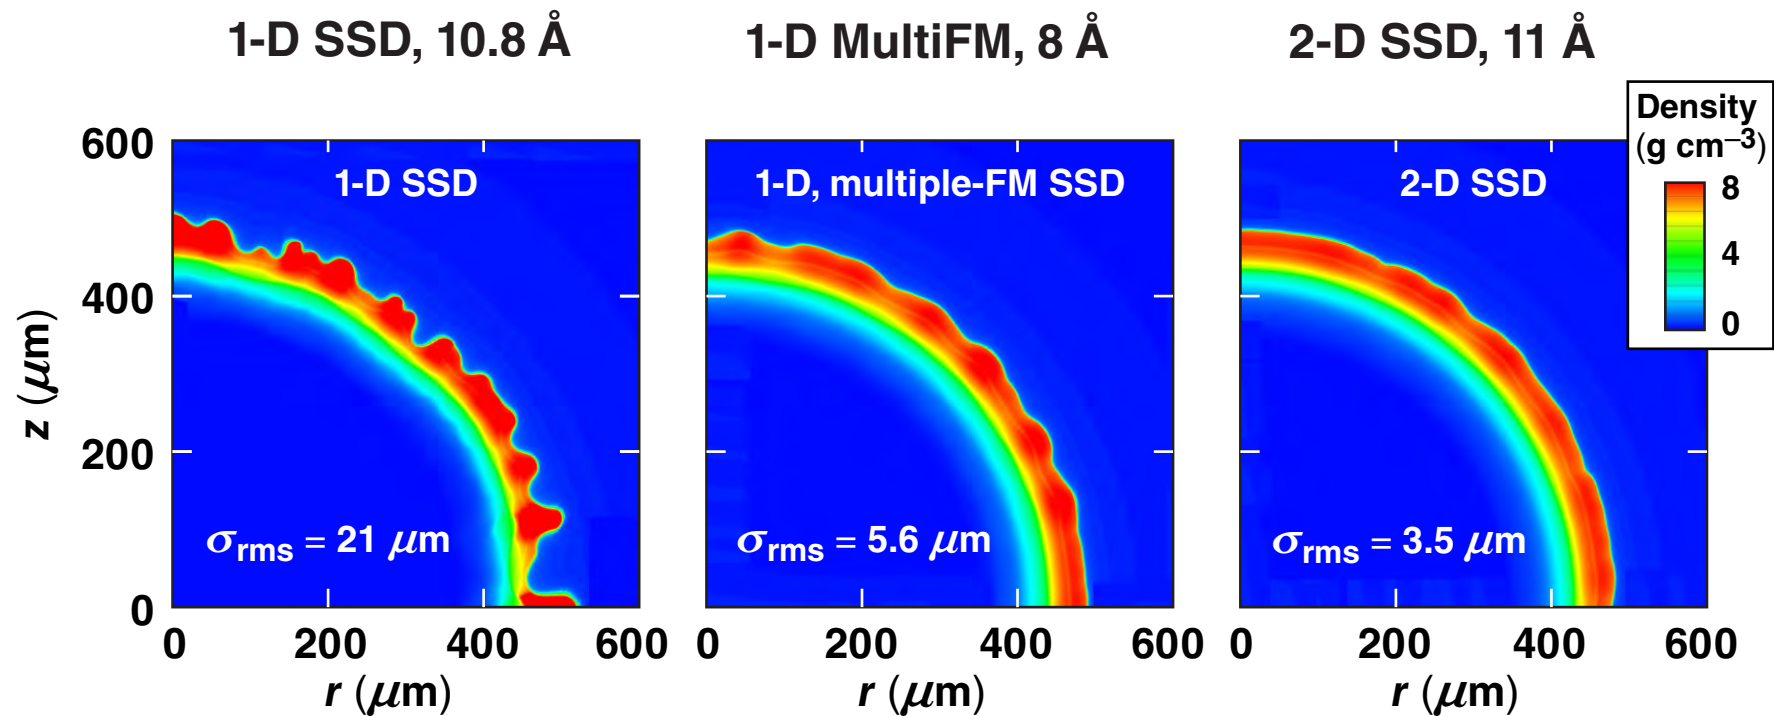 1-D SSD, 10.8 Å
1-D MultiFM, 8 Å
2-D SSD, 11 Å
Density
(g cm⁻³)
8
4
0
600
400
200
0
z (μm)
1-D SSD
σrms = 21 μm
0 200 400 600
r (μm)
1-D, multiple-FM SSD
σrms = 5.6 μm
0 200 400 600
r (μm)
2-D SSD
σrms = 3.5 μm
0 200 400 600
r (μm)